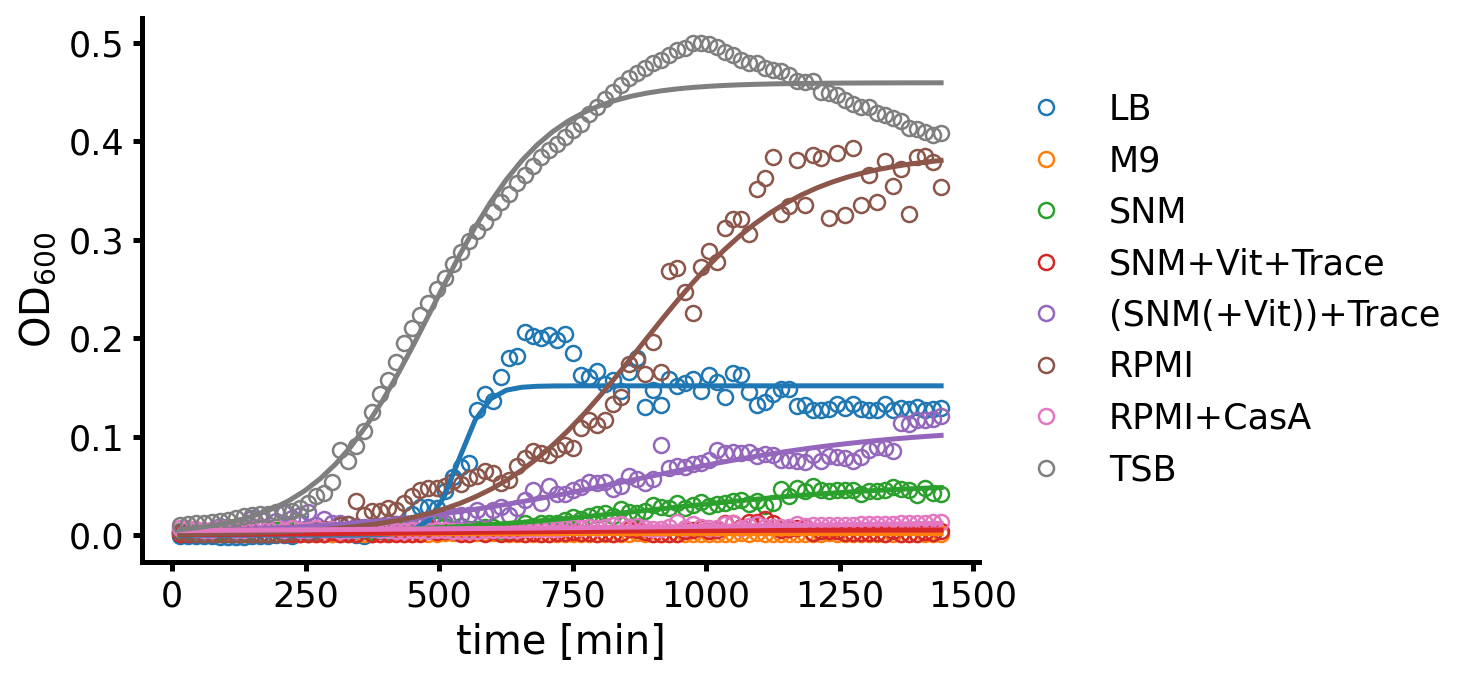 0.5
0.4
0.3
0.2
0.1
0.0
OD600
0 250 500 750 1000 1250 1500
time [min]
LB
M9
SNM
SNM+Vit+Trace
(SNM(+Vit))+Trace
RPMI
RPMI+CasA
TSB